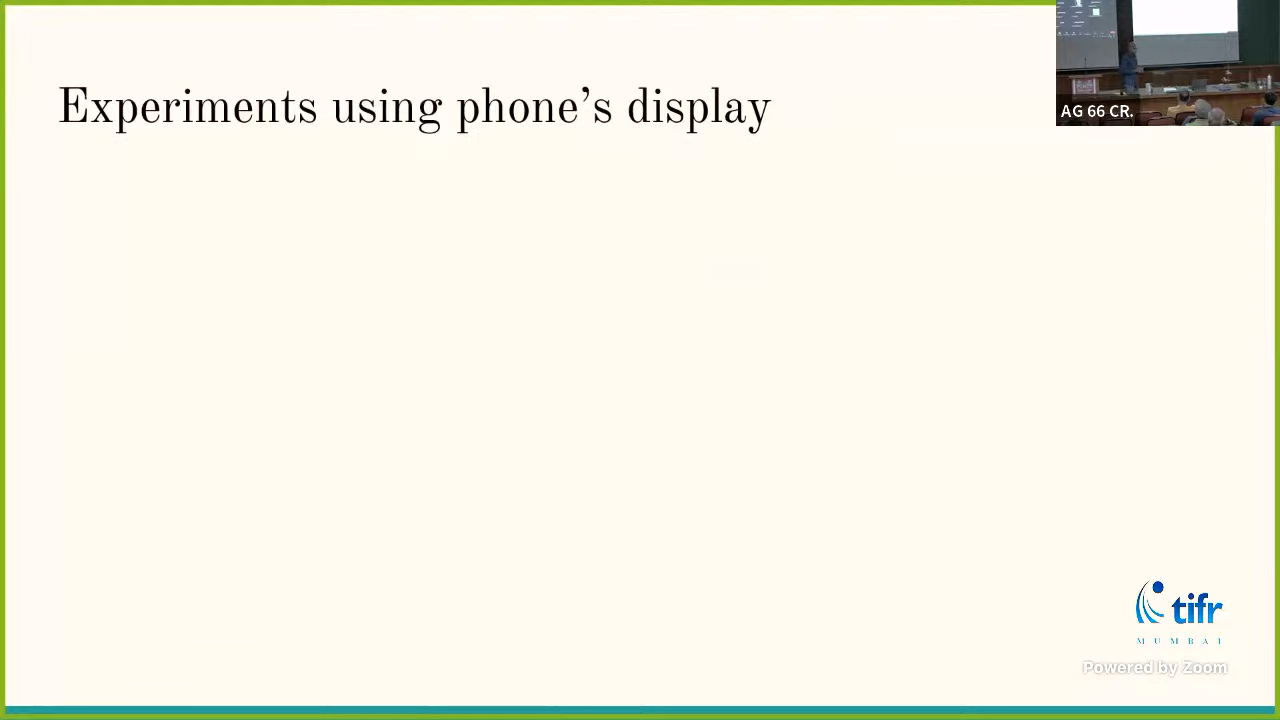 Experiments using phone's display
AG 66 CR.
tifr
MUMBAI
Powered by Zoom